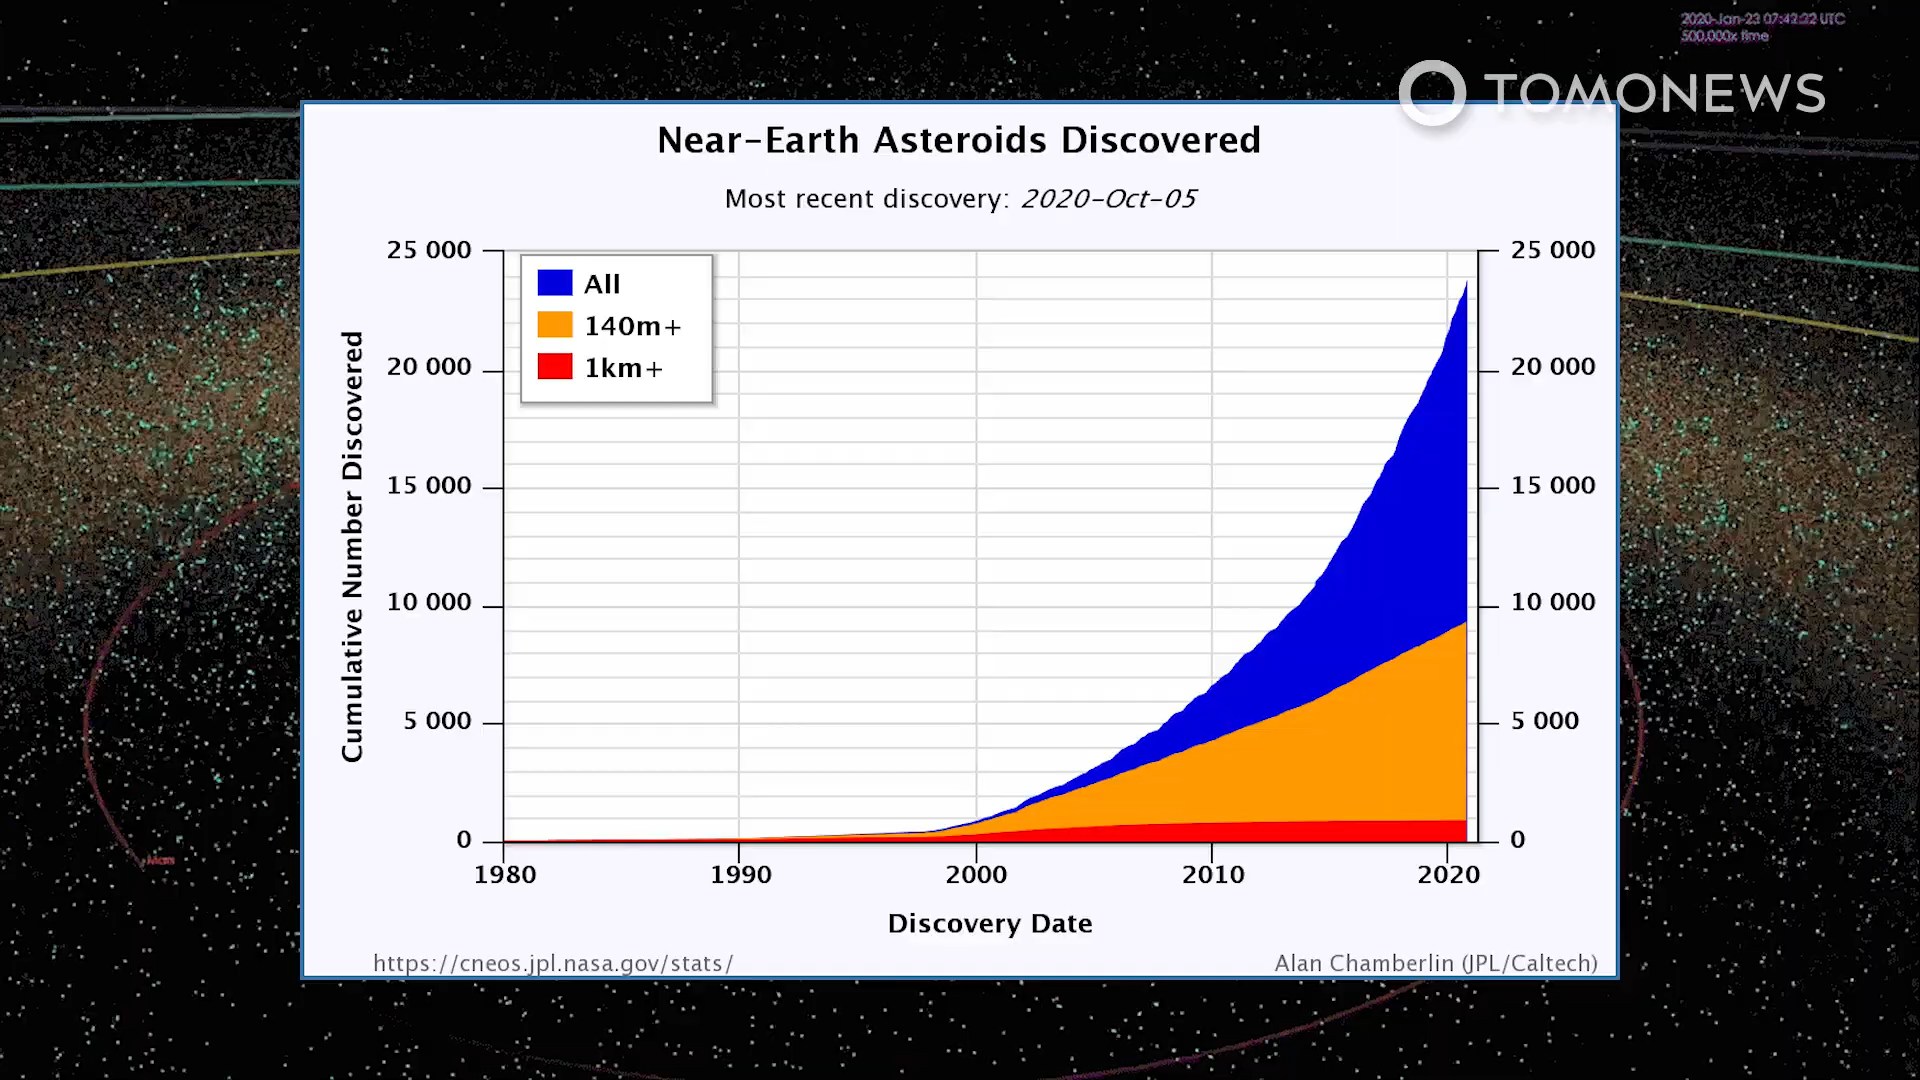 2020-Jan-23 07:42:32 UTC
500,000x time
TOMONEWS
Near-Earth Asteroids Discovered
Most recent discovery: 2020-Oct-05
25 000
20 000
15 000
10 000
5 000
0
Cumulative Number Discovered
All
140m+
1km+
25 000
20 000
15 000
10 000
5 000
0
1980 1990 2000 2010 2020
Discovery Date
https://cneos.jpl.nasa.gov/stats/
Alan Chamberlin (JPL/Caltech)
Mars